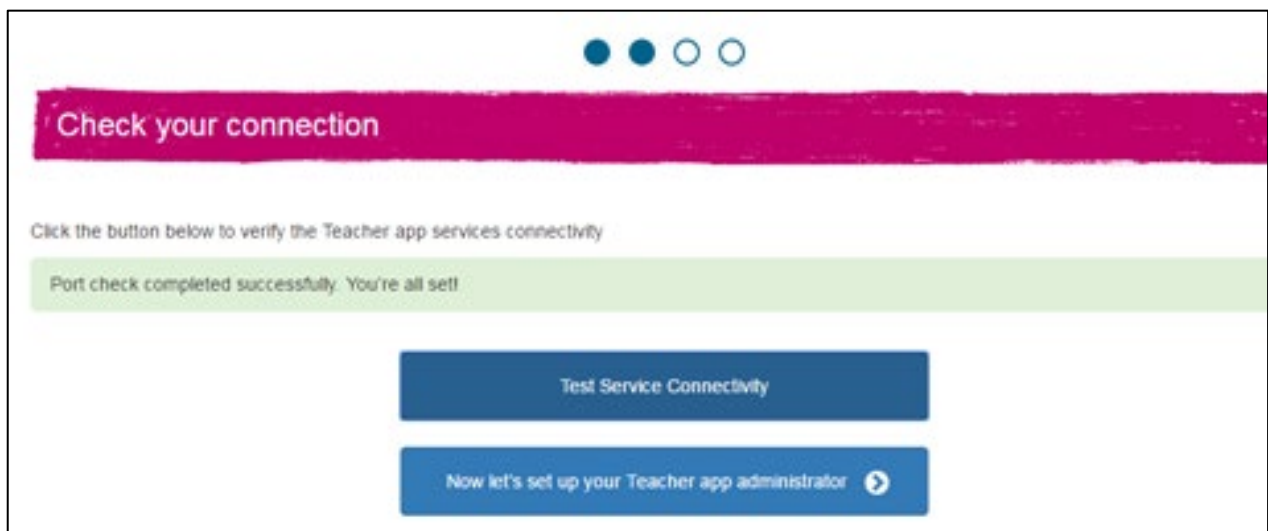 Check your connection
Click the button below to verify the Teacher app services connectivity
Port check completed successfully. You're all set!
Test Service Connectivity
Now let's set up your Teacher app administrator